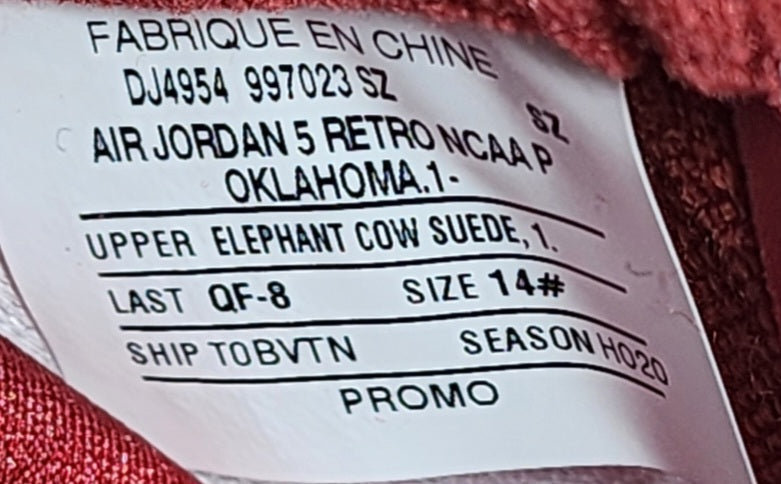 FABRIQUE EN CHINE
DJ4954 997023 SZ
SZ
AIR JORDAN 5 RETRO NCAA P
OKLAHOMA.1-
UPPER ELEPHANT COW SUEDE, 1.
LAST QF-8 SIZE 14#
SHIP TOBVTN SEASON HO20
PROMO